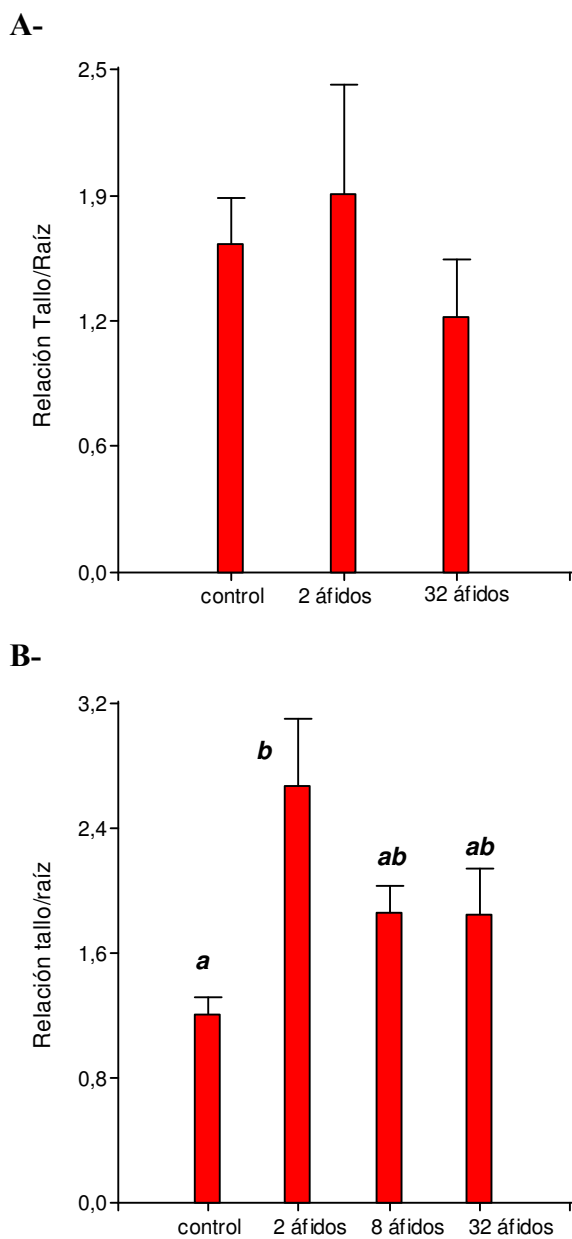 A-
2,5
1,9
1,2
0,6
0,0
Relación Tallo/Raíz
control 2 áfidos 32 áfidos
B-
3,2
2,4
1,6
0,8
0,0
Relación tallo/raíz
a
b
ab
ab
control 2 áfidos 8 áfidos 32 áfidos